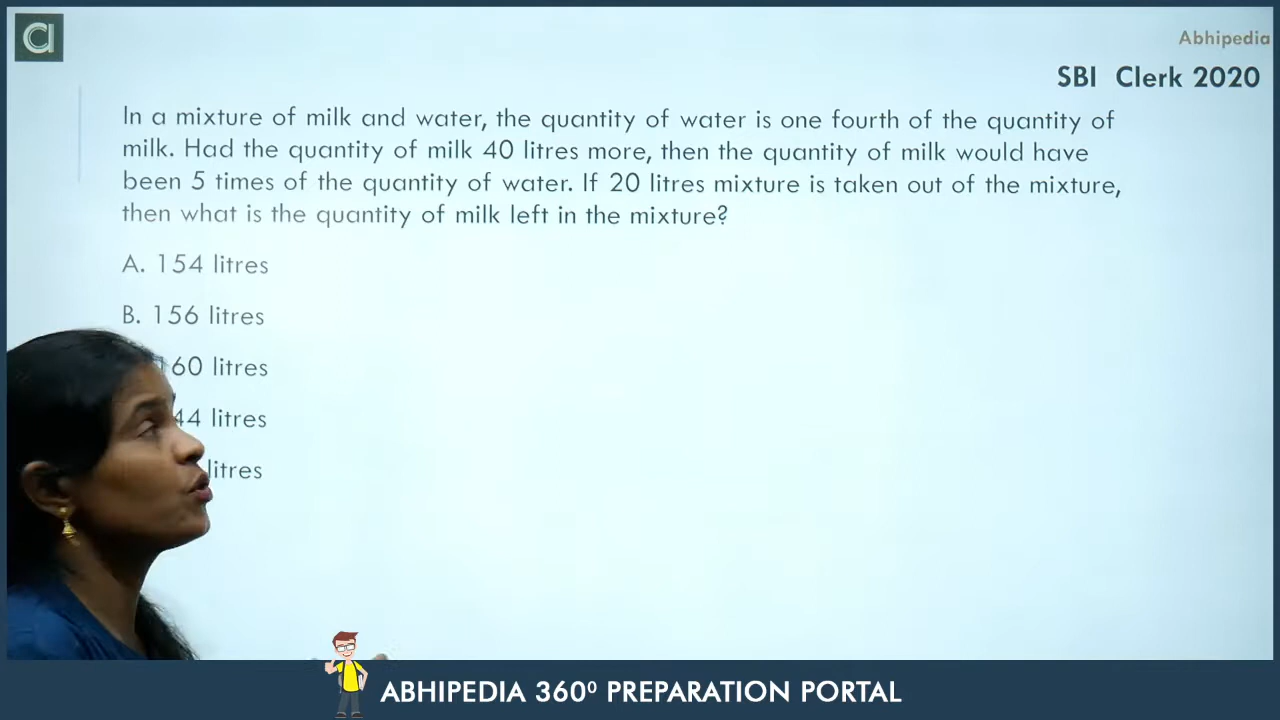 Abhipedia
SBI Clerk 2020
In a mixture of milk and water, the quantity of water is one fourth of the quantity of
milk. Had the quantity of milk 40 litres more, then the quantity of milk would have
been 5 times of the quantity of water. If 20 litres mixture is taken out of the mixture,
then what is the quantity of milk left in the mixture?
A. 154 litres
B. 156 litres
60 litres
44 litres
litres
ABHIPEDIA 360⁰ PREPARATION PORTAL